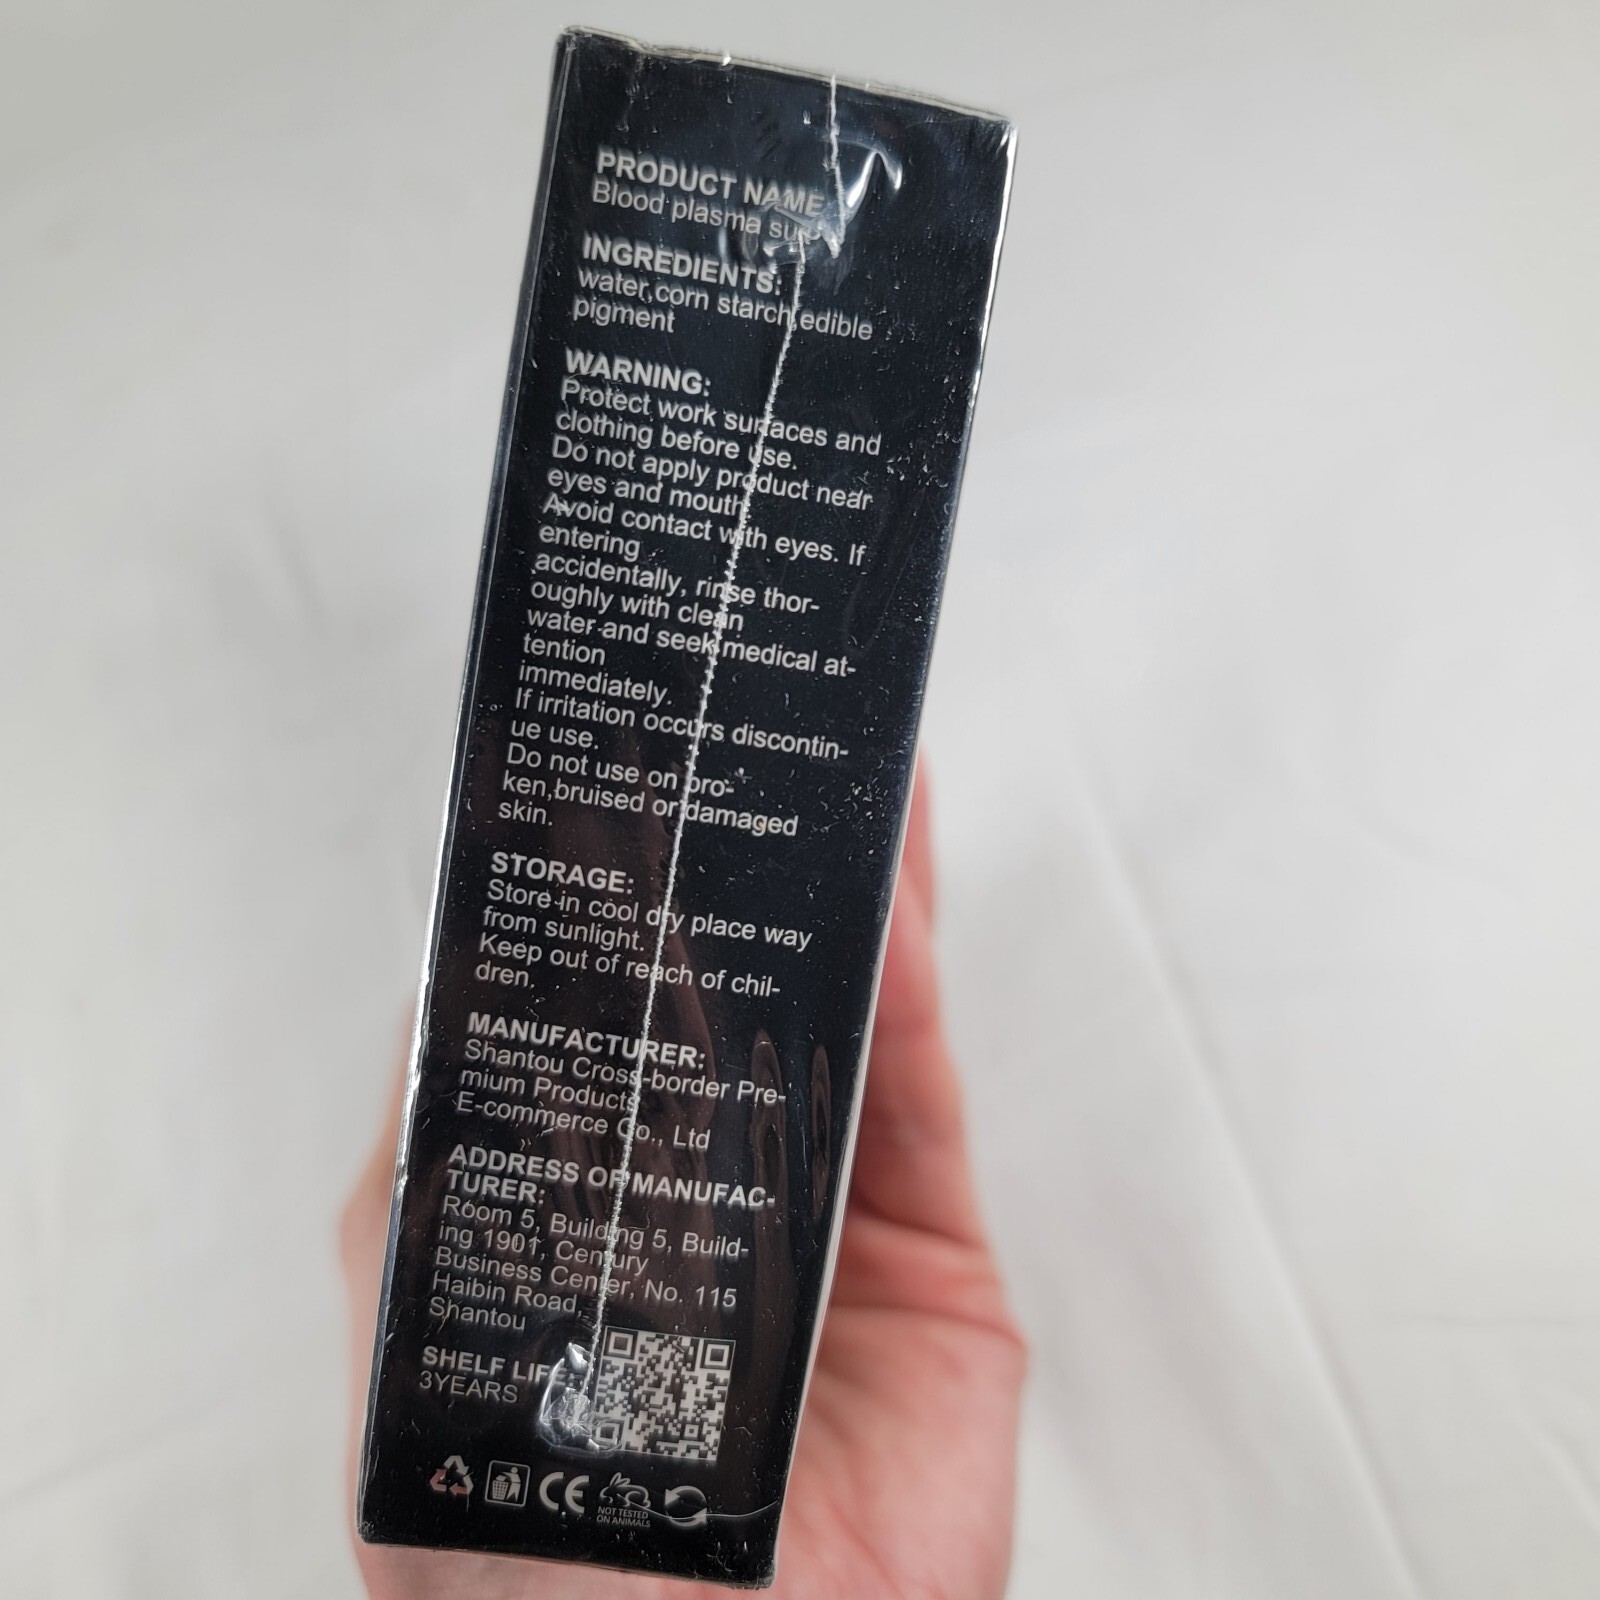 PRODUCT NAME
Blood plasma
INGREDIENTS:
water,corn starch,edible
pigment
WARNING:
Protect work surfaces and
clothing before use.
Do not apply product near
eyes and mouth.
Avoid contact with eyes. If
entering
accidentally, rinse thor-
oughly with clean
water and seek medical at-
tention
immediately.
If irritation occurs discontin-
ue use.
Do not use on bro-
ken,bruised or damaged
skin.
STORAGE:
Store in cool dry place way
from sunlight.
Keep out of reach of chil-
dren.
MANUFACTURER:
Shantou Cross-border Pre-
mium Products
E-commerce Co., Ltd
ADDRESS OF MANUFAC-
TURER:
Room 5, Building 5, Build-
ing 1901, Century
Business Center, No. 115
Haibin Road,
Shantou
SHELF LIFE:
3YEARS
CE
NOT TESTED
ON ANIMALS